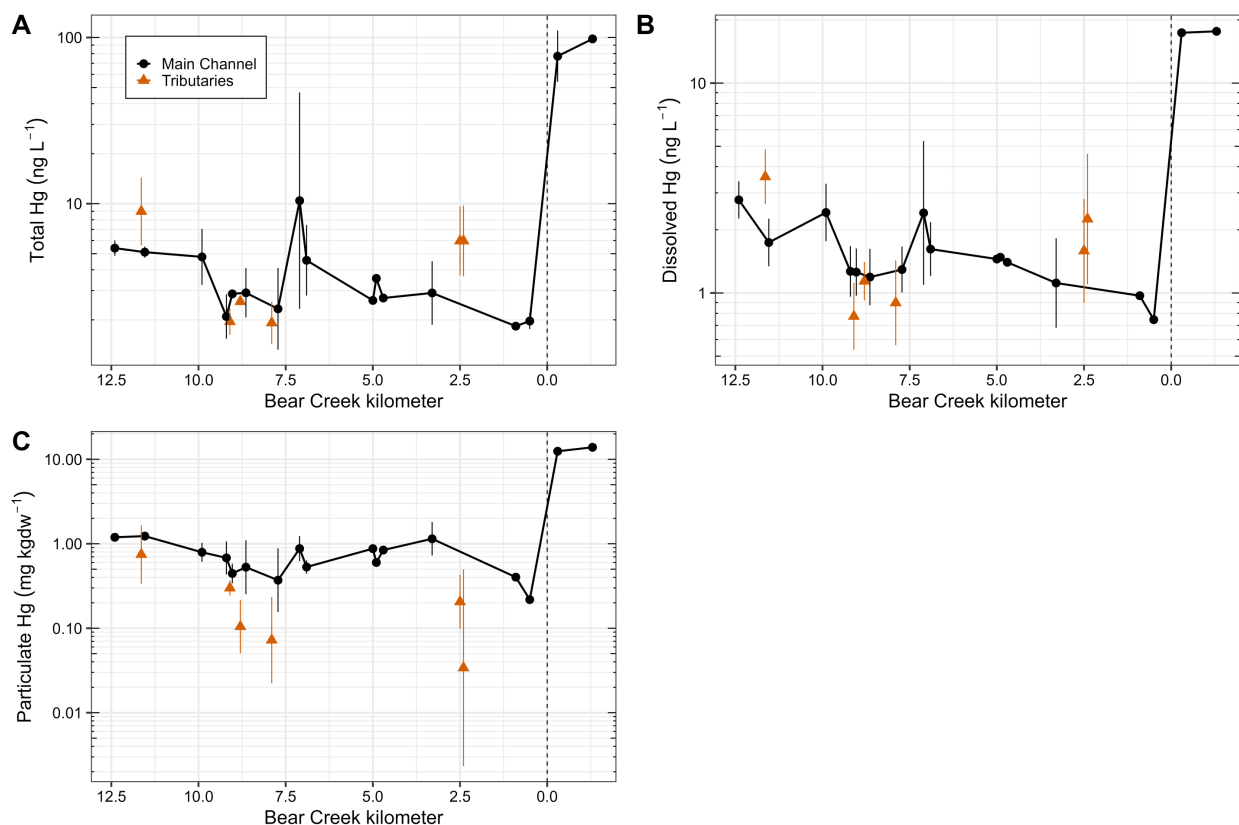 A
Total Hg (ng L⁻¹)
100
10
Main Channel
Tributaries
12.5 10.0 7.5 5.0 2.5 0.0
Bear Creek kilometer
B
Dissolved Hg (ng L⁻¹)
10
1
12.5 10.0 7.5 5.0 2.5 0.0
Bear Creek kilometer
C
Particulate Hg (mg kgdw⁻¹)
10.00
1.00
0.10
0.01
12.5 10.0 7.5 5.0 2.5 0.0
Bear Creek kilometer